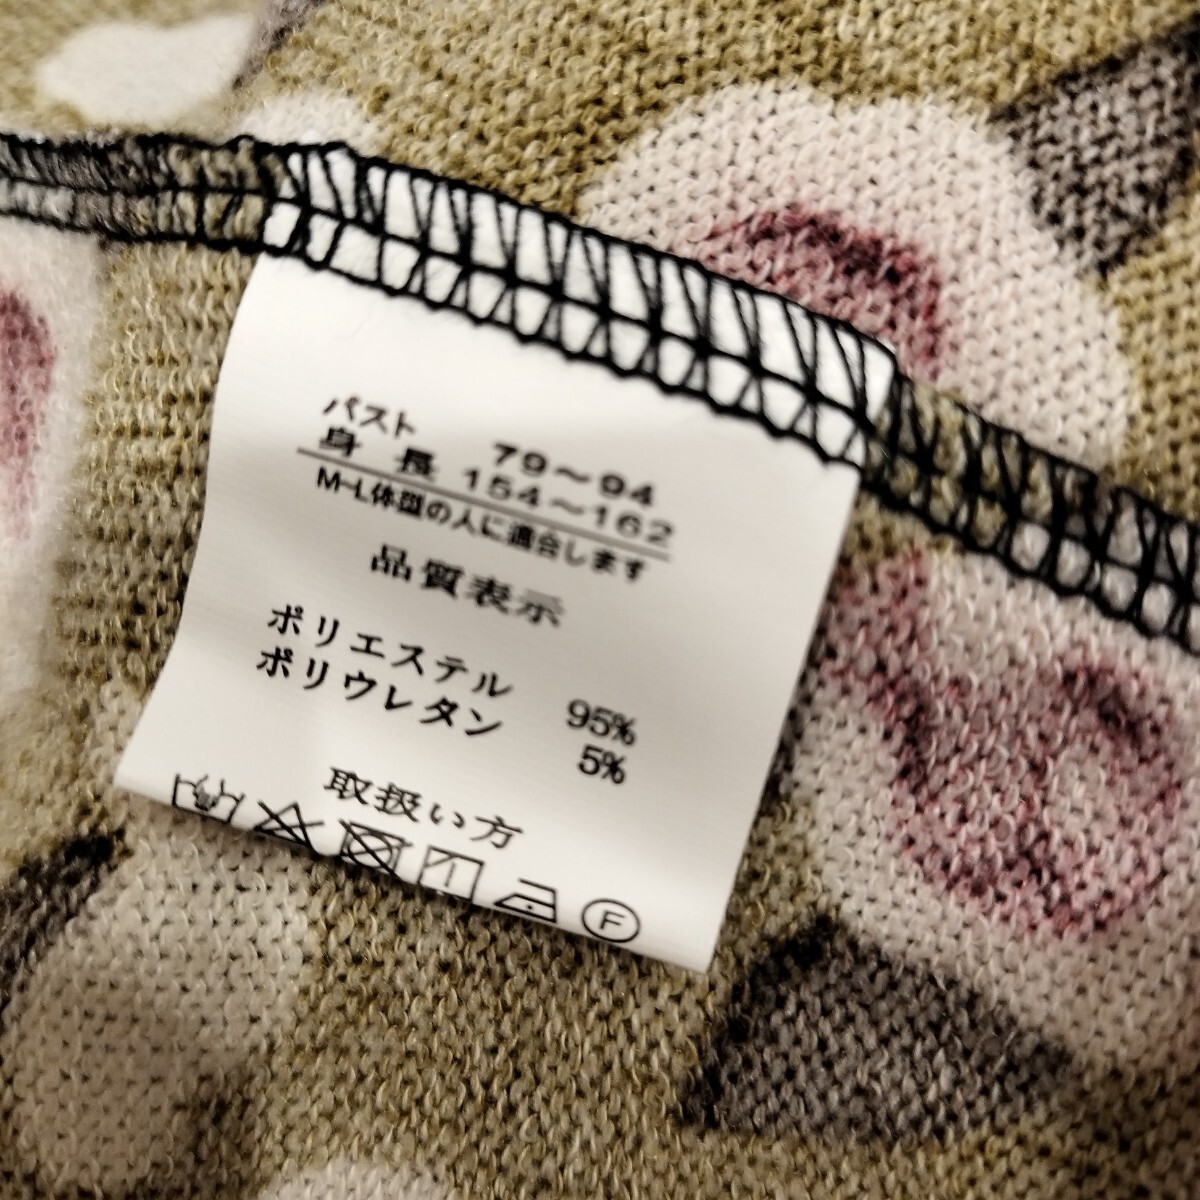 バスト 79～94
身長 154～162
M-L体型の人に適合します
品質表示
ポリエステル 95%
ポリウレタン 5%
取扱い方
F